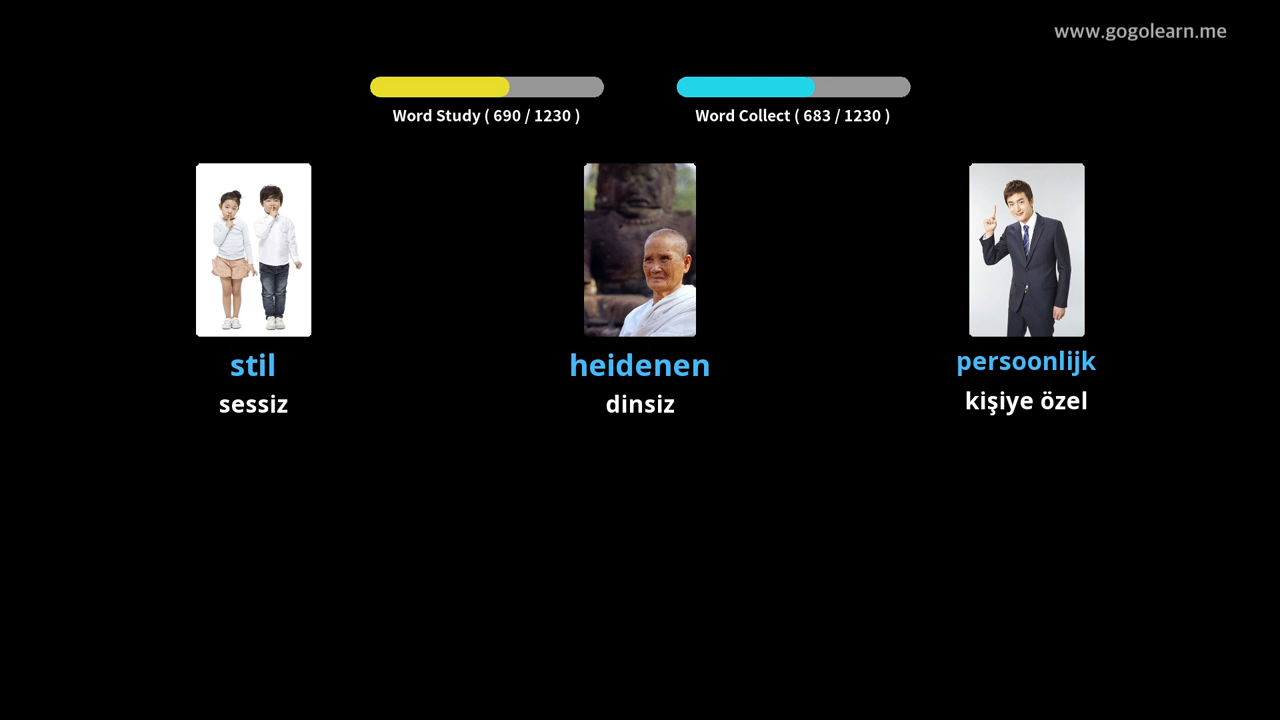 www.gogolearn.me
Word Study ( 690 / 1230 )
Word Collect ( 683 / 1230 )
stil
sessiz
heidenen
dinsiz
persoonlijk
kişiye özel